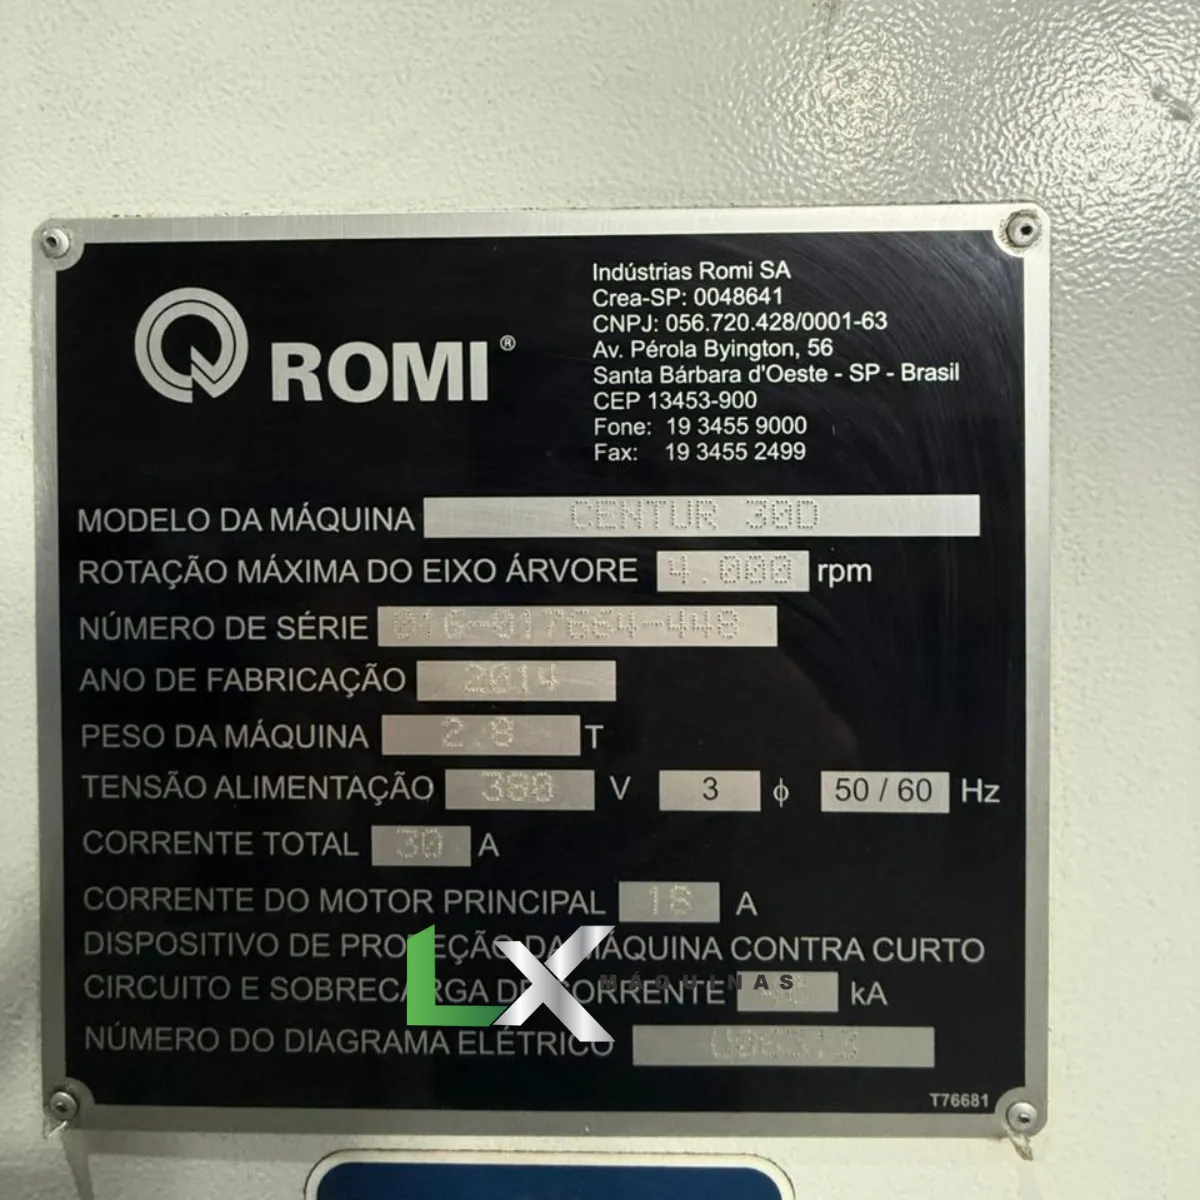 ROMI®
Indústrias Romi SA
Crea-SP: 0048641
CNPJ: 056.720.428/0001-63
Av. Pérola Byington, 56
Santa Bárbara d'Oeste - SP - Brasil
CEP 13453-900
Fone: 19 3455 9000
Fax: 19 3455 2499
MODELO DA MÁQUINA CENTUR 30D
ROTAÇÃO MÁXIMA DO EIXO ÁRVORE 4.000 rpm
NÚMERO DE SÉRIE 016-017664-448
ANO DE FABRICAÇÃO 2014
PESO DA MÁQUINA 2.8 T
TENSÃO ALIMENTAÇÃO 380 V 3 ϕ 50 / 60 Hz
CORRENTE TOTAL 30 A
CORRENTE DO MOTOR PRINCIPAL 18 A
DISPOSITIVO DE PROTEÇÃO DA MÁQUINA CONTRA CURTO
CIRCUITO E SOBRECARGA DE CORRENTE kA
NÚMERO DO DIAGRAMA ELÉTRICO
T76681
LX MÁQUINAS